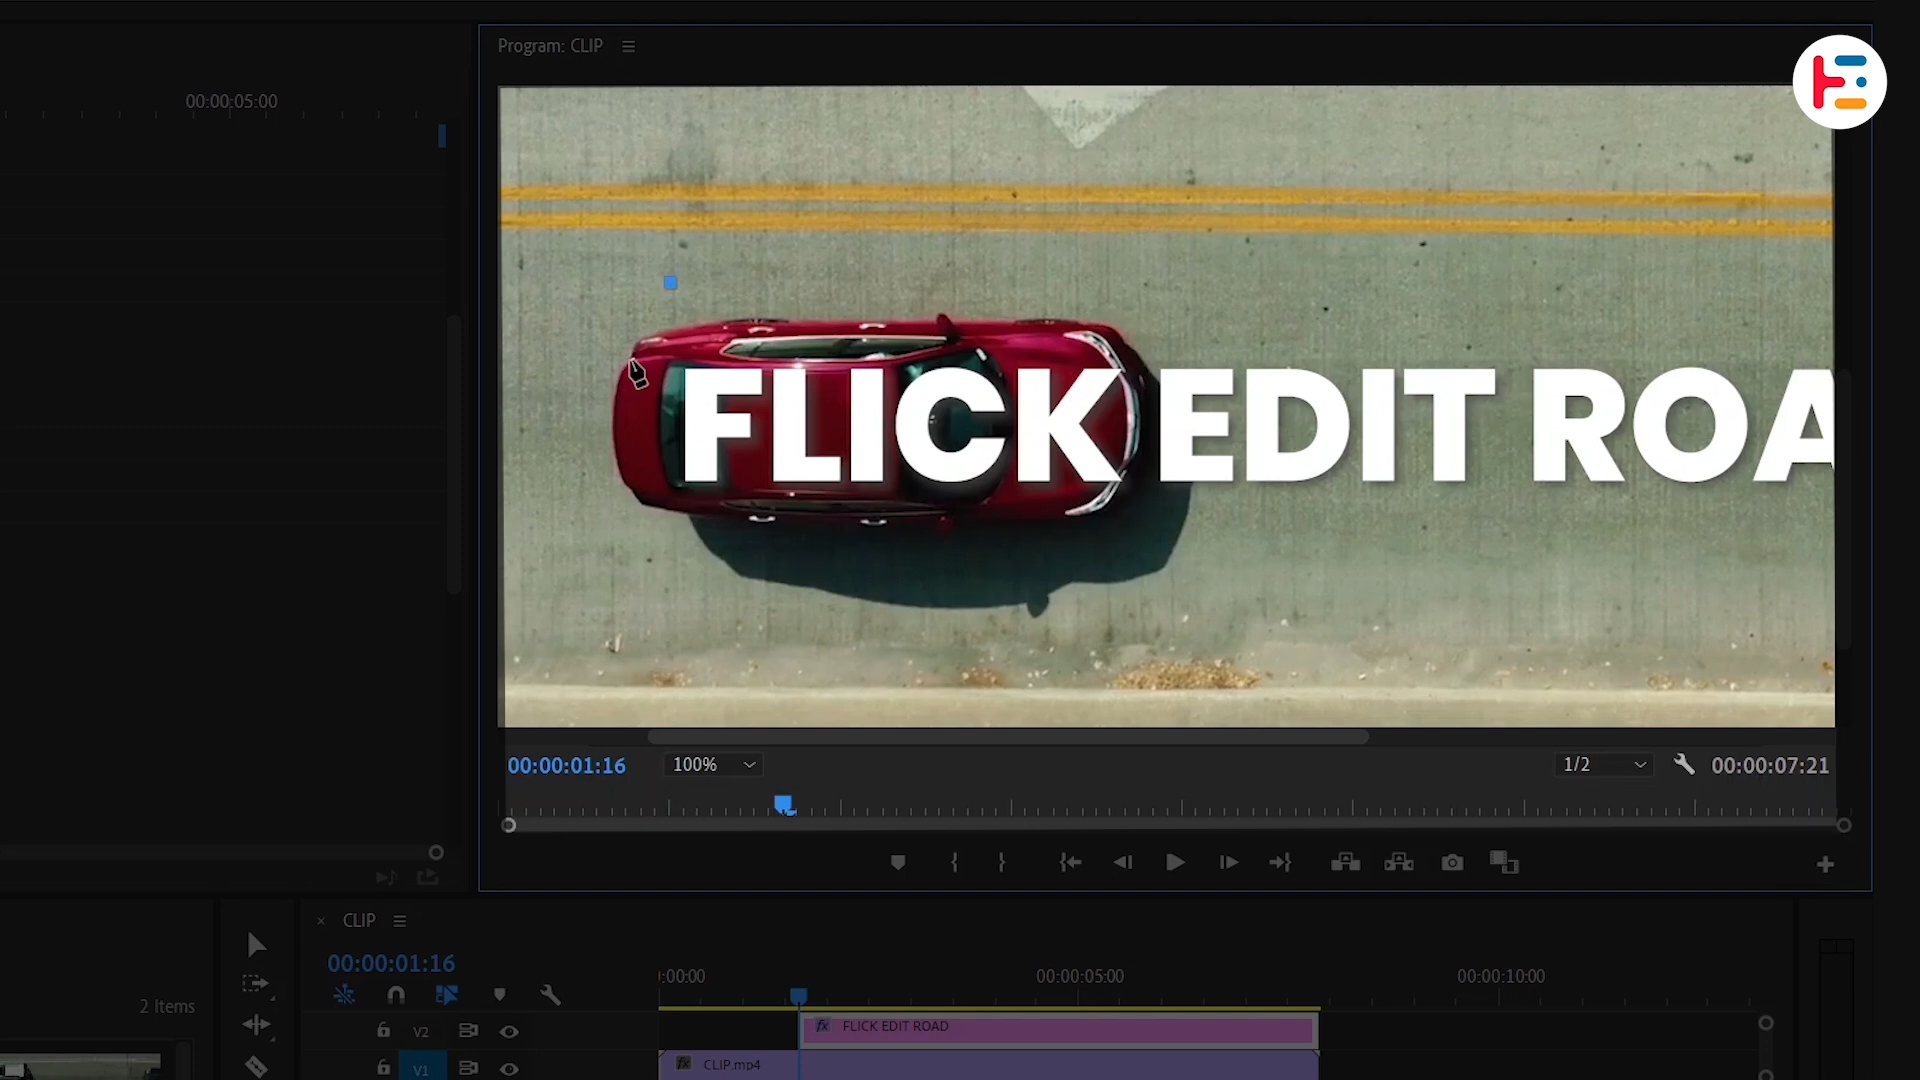 Program: CLIP
00:00:05:00
FLICK EDIT ROA
00:00:01:16
100%
1/2
00:00:07:21
CLIP
00:00:01:16
:00:00
00:00:05:00
00:00:10:00
2 Items
V2
fx FLICK EDIT ROAD
V1
fx CLIP.mp4